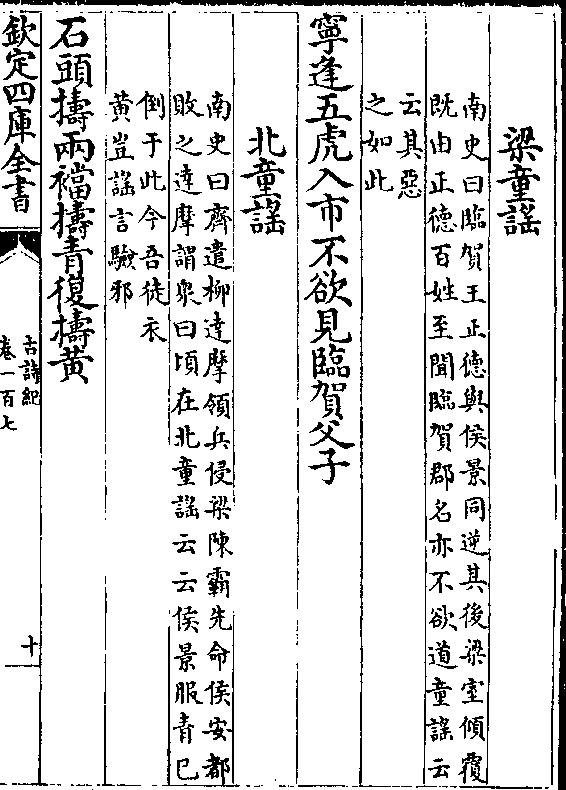 梁童謡
南史曰臨賀王正德與侯景同逆其後梁室傾覆
既由正德百姓至聞臨賀郡名亦不欲道童謡云
云其惡
之如此
寧逢五虎入市不欲見臨賀父子
北童謡
南史曰齊遣柳達摩領兵侵梁陳霸先命侯安都
敗之達摩謂衆曰頃在北童謡云云侯景服青已
倒于此今吾徒衣
黄豈謡言驗邪
石頭擣兩襠擣青復擣黄
欽定四庫全書
古詩紀
卷一百七
十